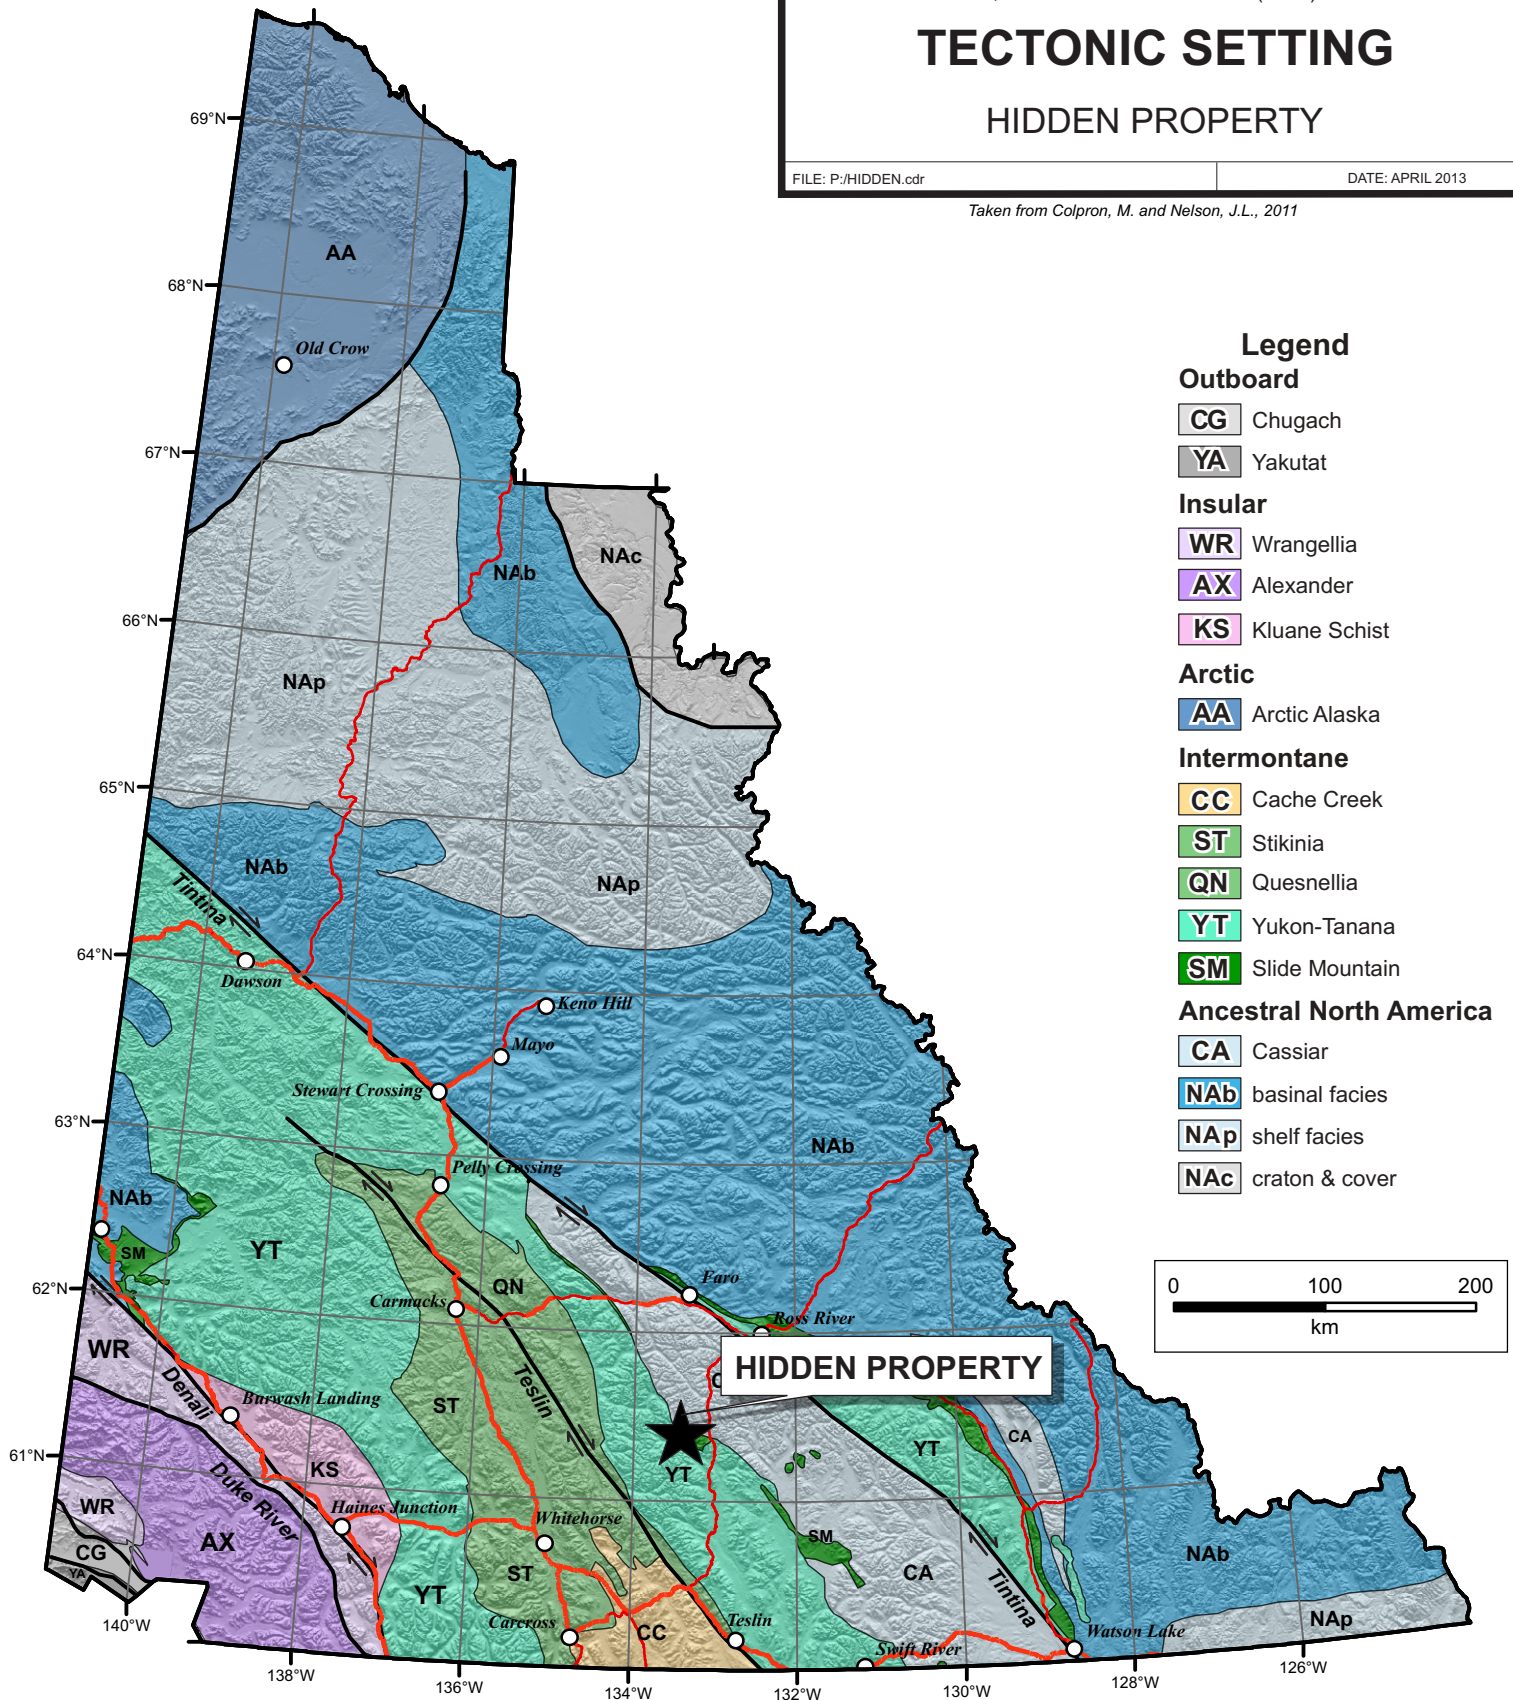 TECTONIC SETTING
HIDDEN PROPERTY
FILE: P:/HIDDEN.cdr
DATE: APRIL 2013
Taken from Colpron, M. and Nelson, J.L., 2011
Legend
Outboard
CG Chugach
YA Yakutat
Insular
WR Wrangellia
AX Alexander
KS Kluane Schist
Arctic
AA Arctic Alaska
Intermontane
CC Cache Creek
ST Stikinia
QN Quesnellia
YT Yukon-Tanana
SM Slide Mountain
Ancestral North America
CA Cassiar
NAb basinal facies
NAp shelf facies
NAc craton & cover
0 100 200
km
69°N
AA
68°N
Old Crow
67°N
NAc
NAb
66°N
NAp
65°N
NAb
NAp
Tintina
64°N
Dawson
Keno Hill
Mayo
Stewart Crossing
63°N
NAb
Pelly Crossing
NAb
YT
SM
62°N
QN
Faro
Carmacks
Ross River
WR
HIDDEN PROPERTY
Denali
Burwash Landing
Teslin
ST
CA
YT
61°N
KS
YT
Duke River
WR
Haines Junction
Whitehorse
SM
AX
CG
NAb
YA
ST
CA
YT
Tintina
Carcross
CC
Teslin
Swift River
Watson Lake
NAp
140°W
138°W
136°W
134°W
132°W
130°W
128°W
126°W